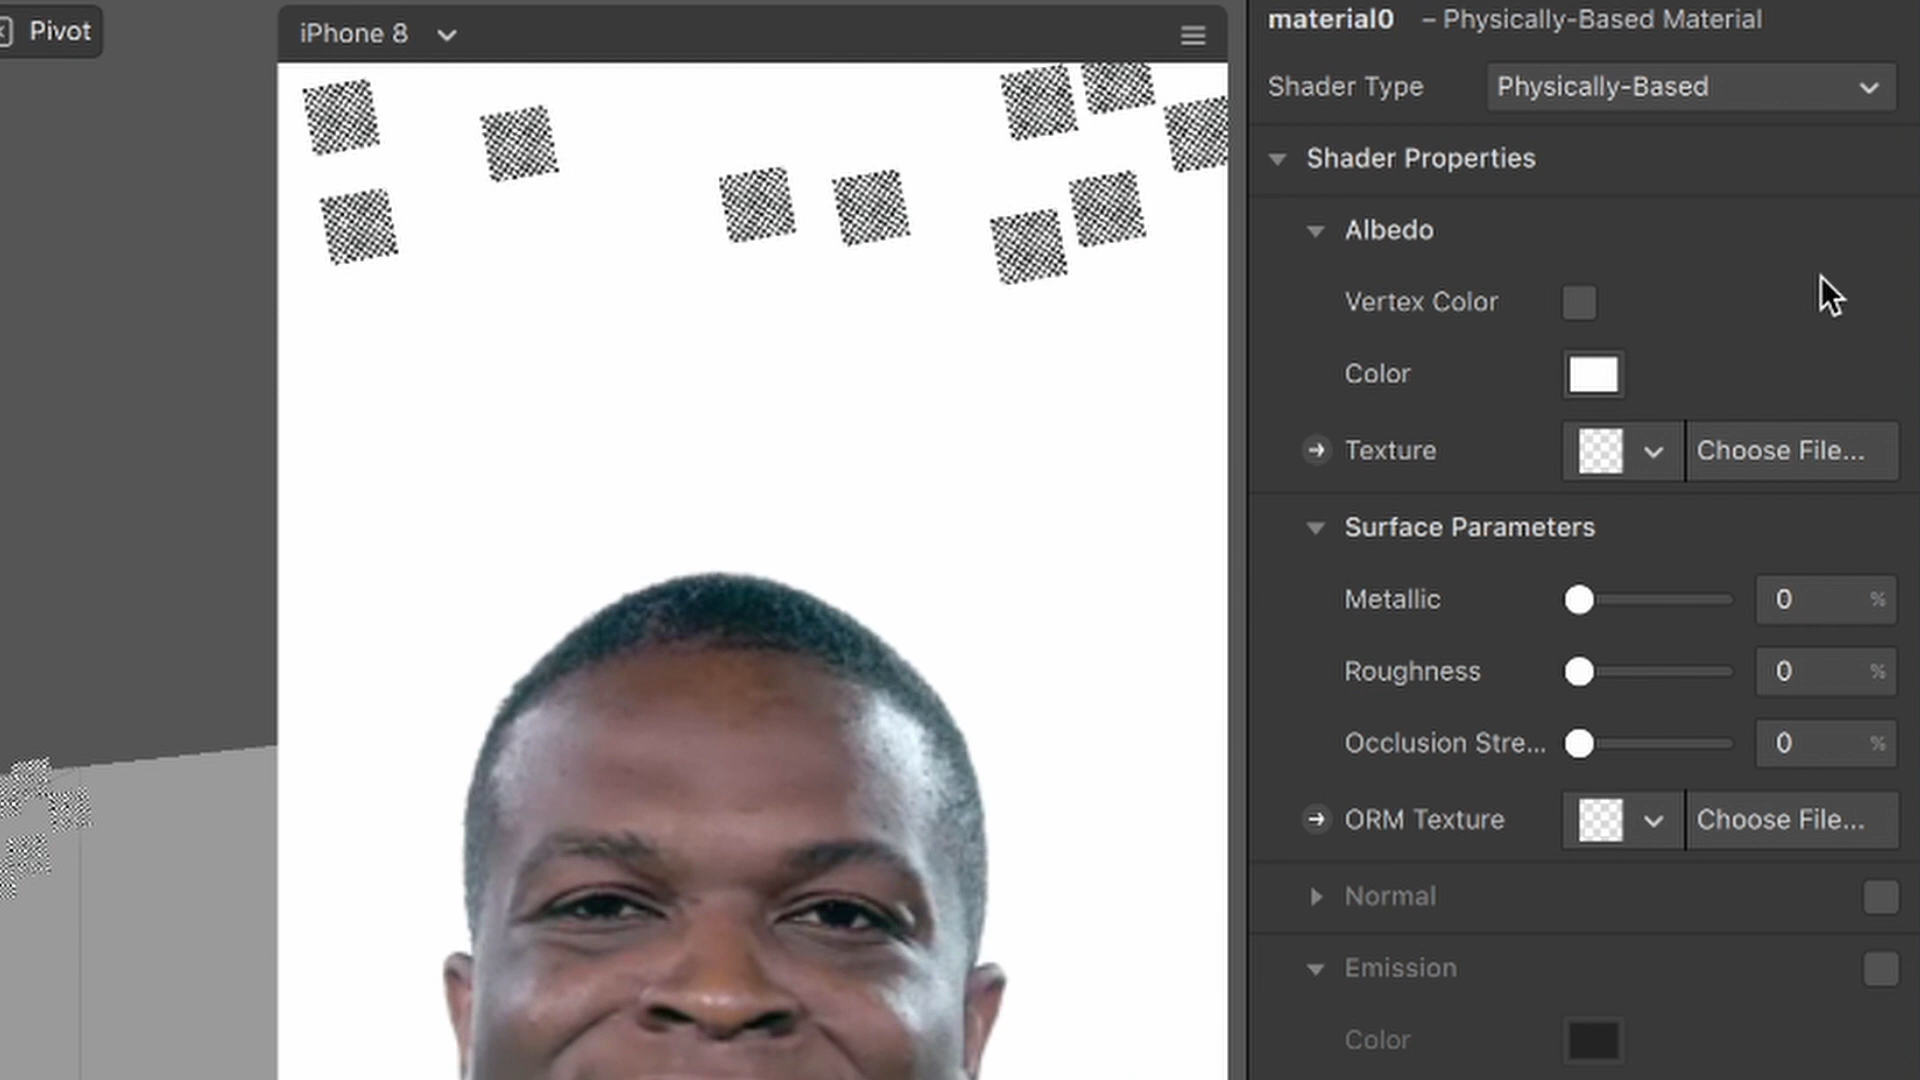 Pivot
iPhone 8
material0 – Physically-Based Material
Shader Type Physically-Based
Shader Properties
Albedo
Vertex Color
Color
Texture Choose File...
Surface Parameters
Metallic 0 %
Roughness 0 %
Occlusion Stre... 0 %
ORM Texture Choose File...
Normal
Emission
Color